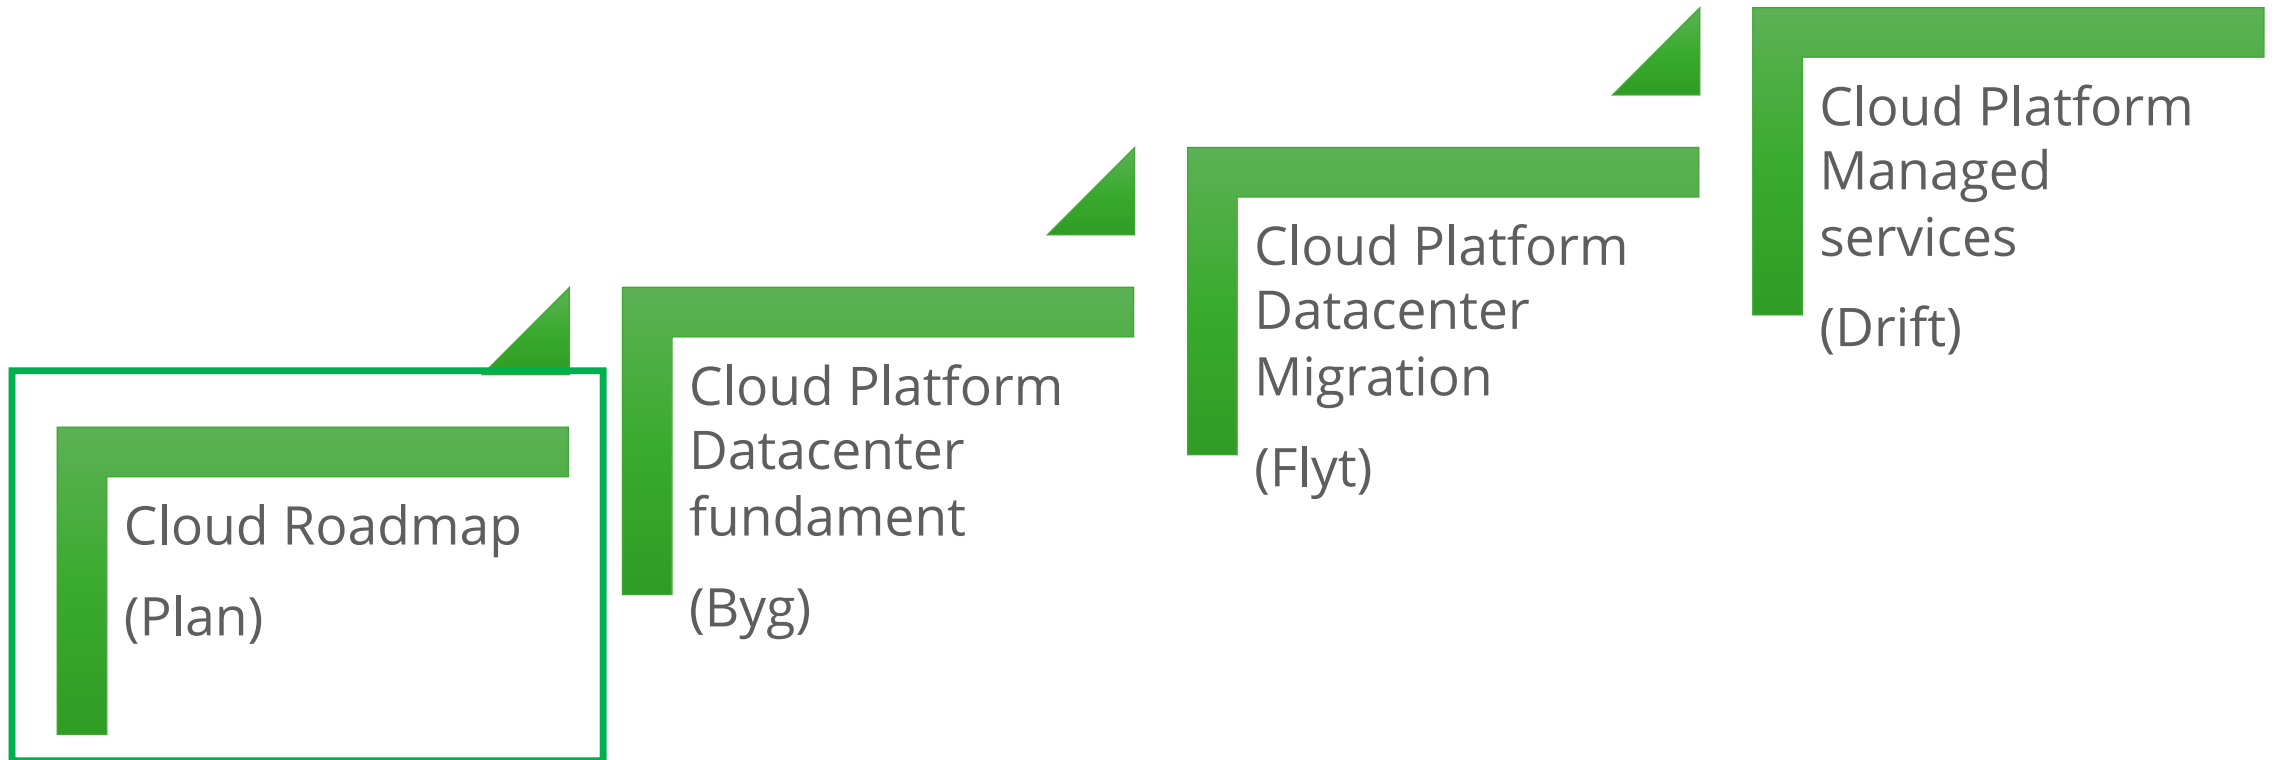 Cloud Roadmap
(Plan)
Cloud Platform
Datacenter
fundament
(Byg)
Cloud Platform
Datacenter
Migration
(Flyt)
Cloud Platform
Managed
services
(Drift)